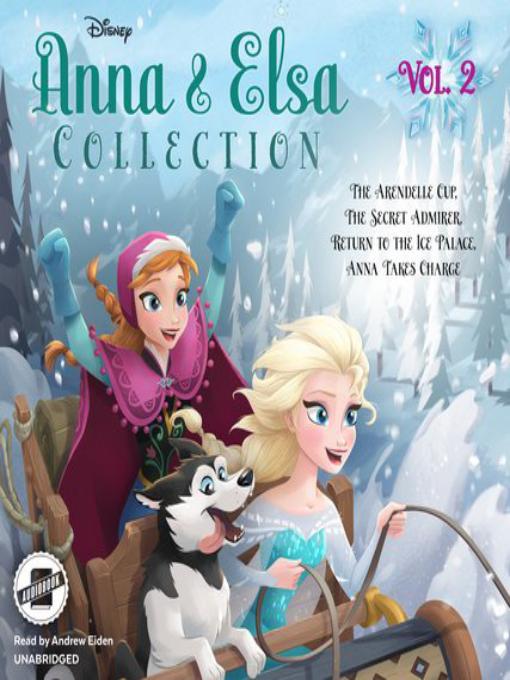 Disney
Anna & Elsa
COLLECTION
VOL. 2
THE ARENDELLE CUP,
THE SECRET ADMIRER,
RETURN TO THE ICE PALACE,
ANNA TAKES CHARGE
AUDIOBOOK
Read by Andrew Eiden
UNABRIDGED